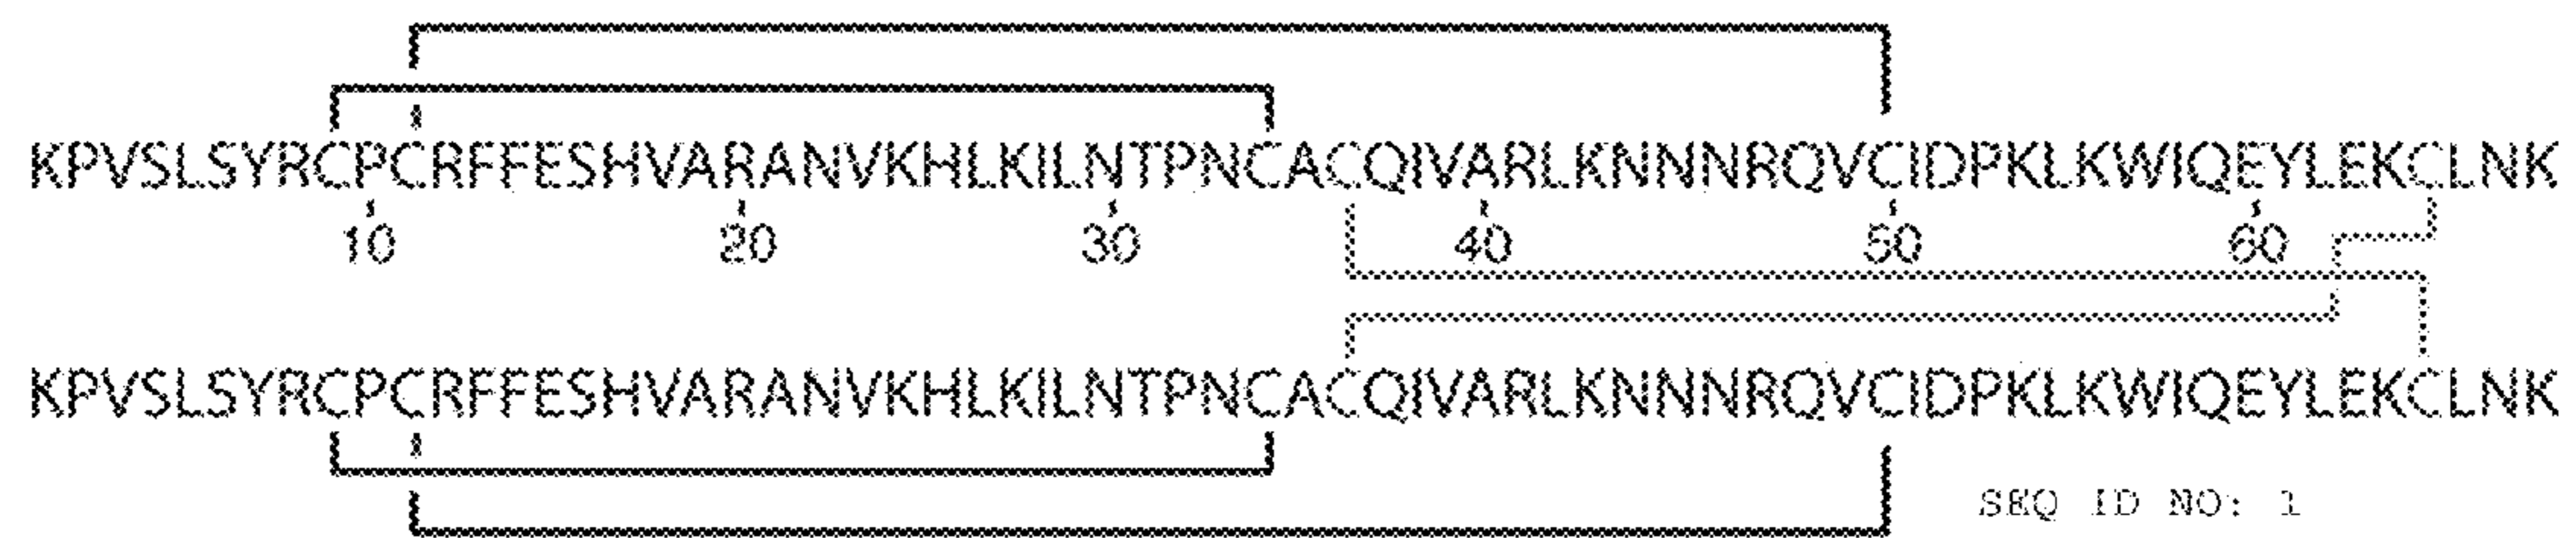 KPVSLSYRCPCRFFESHVARANVKHLKILNTPNCACQIVARLKNNNRQVCIDPKLKWIQEYLEKCLNK
10 20 30 40 50 60
KPVSLSYRCPCRFFESHVARANVKHLKILNTPNCACQIVARLKNNNRQVCIDPKLKWIQEYLEKCLNK
SEQ ID NO: 1